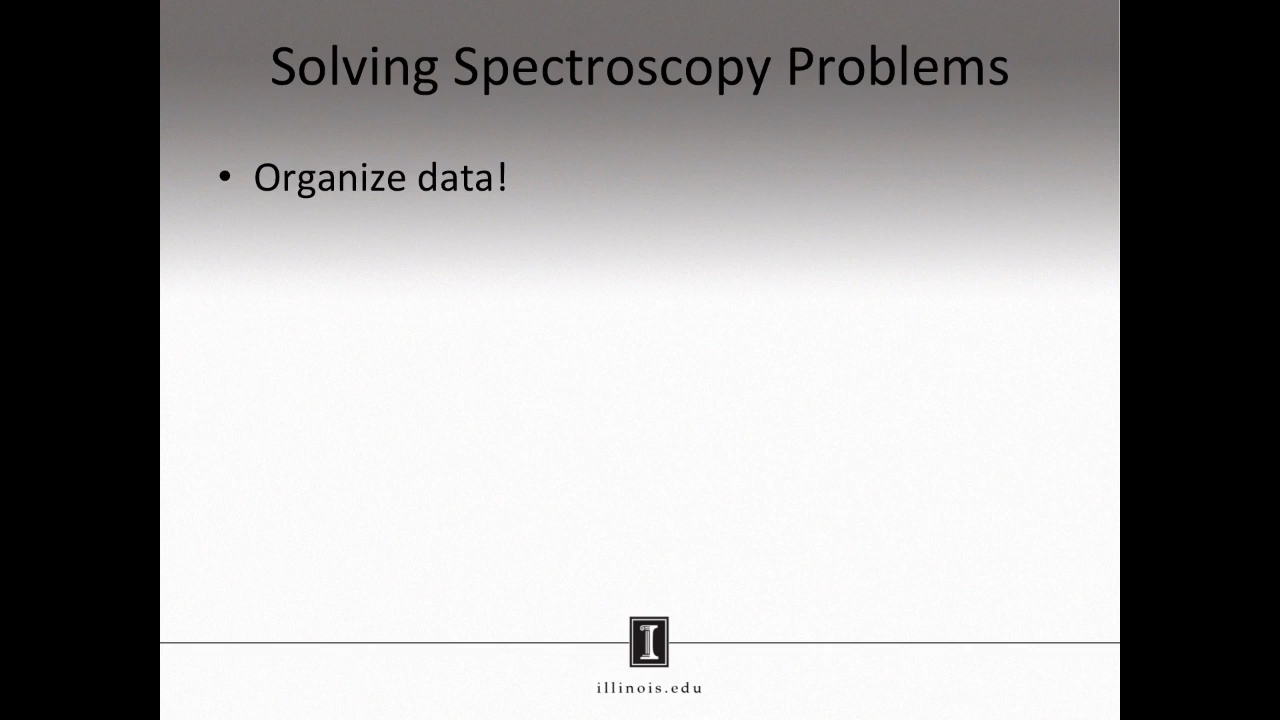 Solving Spectroscopy Problems
• Organize data!
I
illinois.edu